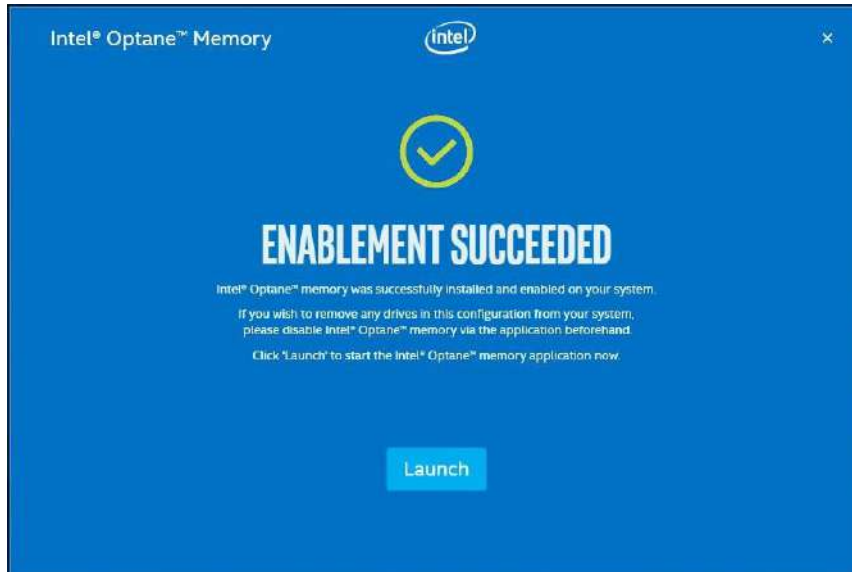 Intel® Optane™ Memory
intel
×
ENABLEMENT SUCCEEDED
Intel® Optane™ memory was successfully installed and enabled on your system.
If you wish to remove any drives in this configuration from your system,
please disable Intel® Optane™ memory via the application beforehand.
Click 'Launch' to start the Intel® Optane™ memory application now.
Launch